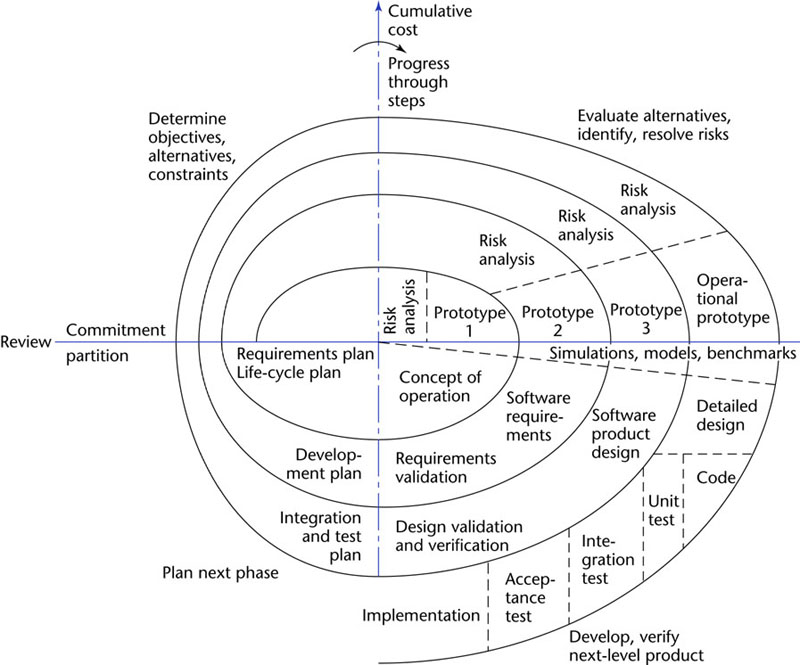 Cumulative
cost
Progress
through
steps
Determine
objectives,
alternatives,
constraints
Evaluate alternatives,
identify, resolve risks
Risk
analysis
Risk
analysis
Risk
analysis
Risk
analysis
Prototype
1
Prototype
2
Prototype
3
Opera-
tional
prototype
Review
Commitment
partition
Requirements plan
Life-cycle plan
Simulations, models, benchmarks
Concept of
operation
Software
require-
ments
Software
product
design
Detailed
design
Develop-
ment plan
Requirements
validation
Code
Unit
test
Integration
and test
plan
Design validation
and verification
Inte-
gration
test
Plan next phase
Accep-
tance
test
Implementation
Develop, verify
next-level product